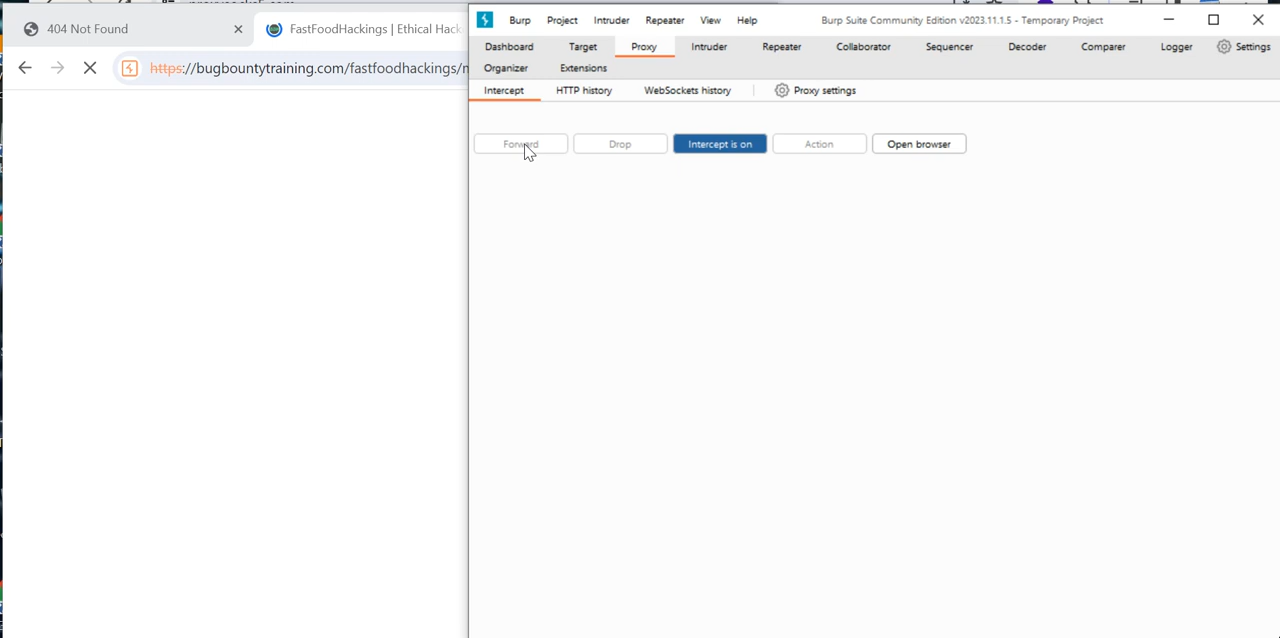 404 Not Found
FastFoodHackings | Ethical Hack
https://bugbountytraining.com/fastfoodhackings/
Burp Project Intruder Repeater View Help Burp Suite Community Edition v2023.11.1.5 - Temporary Project
Dashboard Target Proxy Intruder Repeater Collaborator Sequencer Decoder Comparer Logger Settings
Organizer Extensions
Intercept HTTP history WebSockets history Proxy settings
Forward Drop Intercept is on Action Open browser